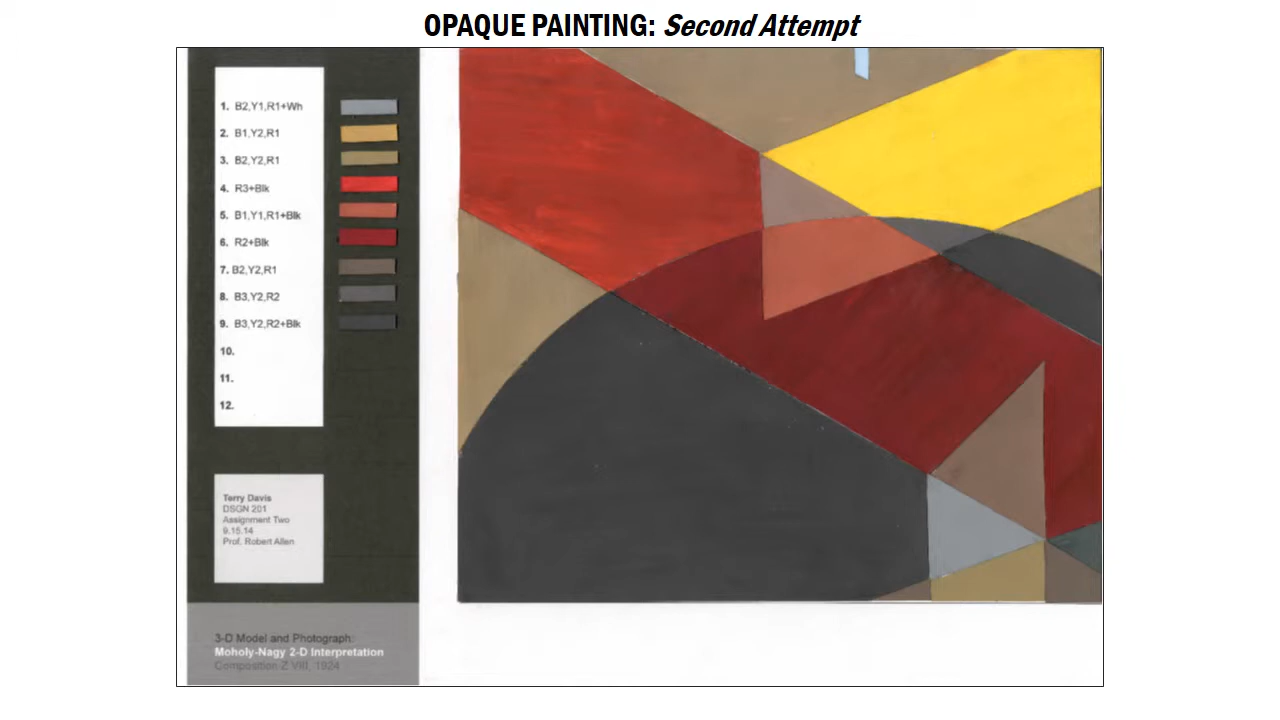 OPAQUE PAINTING: Second Attempt
1. B2,Y1,R1+Wh
2. B1,Y2,R1
3. B2,Y2,R1
4. R3+Blk
5. B1,Y1,R1+Blk
6. R2+Blk
7. B2,Y2,R1
8. B3,Y2,R2
9. B3,Y2,R2+Blk
10.
11.
12.
Terry Davis
DSGN 201
Assignment Two
9.15.14
Prof. Robert Allen
3-D Model and Photograph:
Moholy-Nagy 2-D Interpretation
Composition Z VIII, 1924